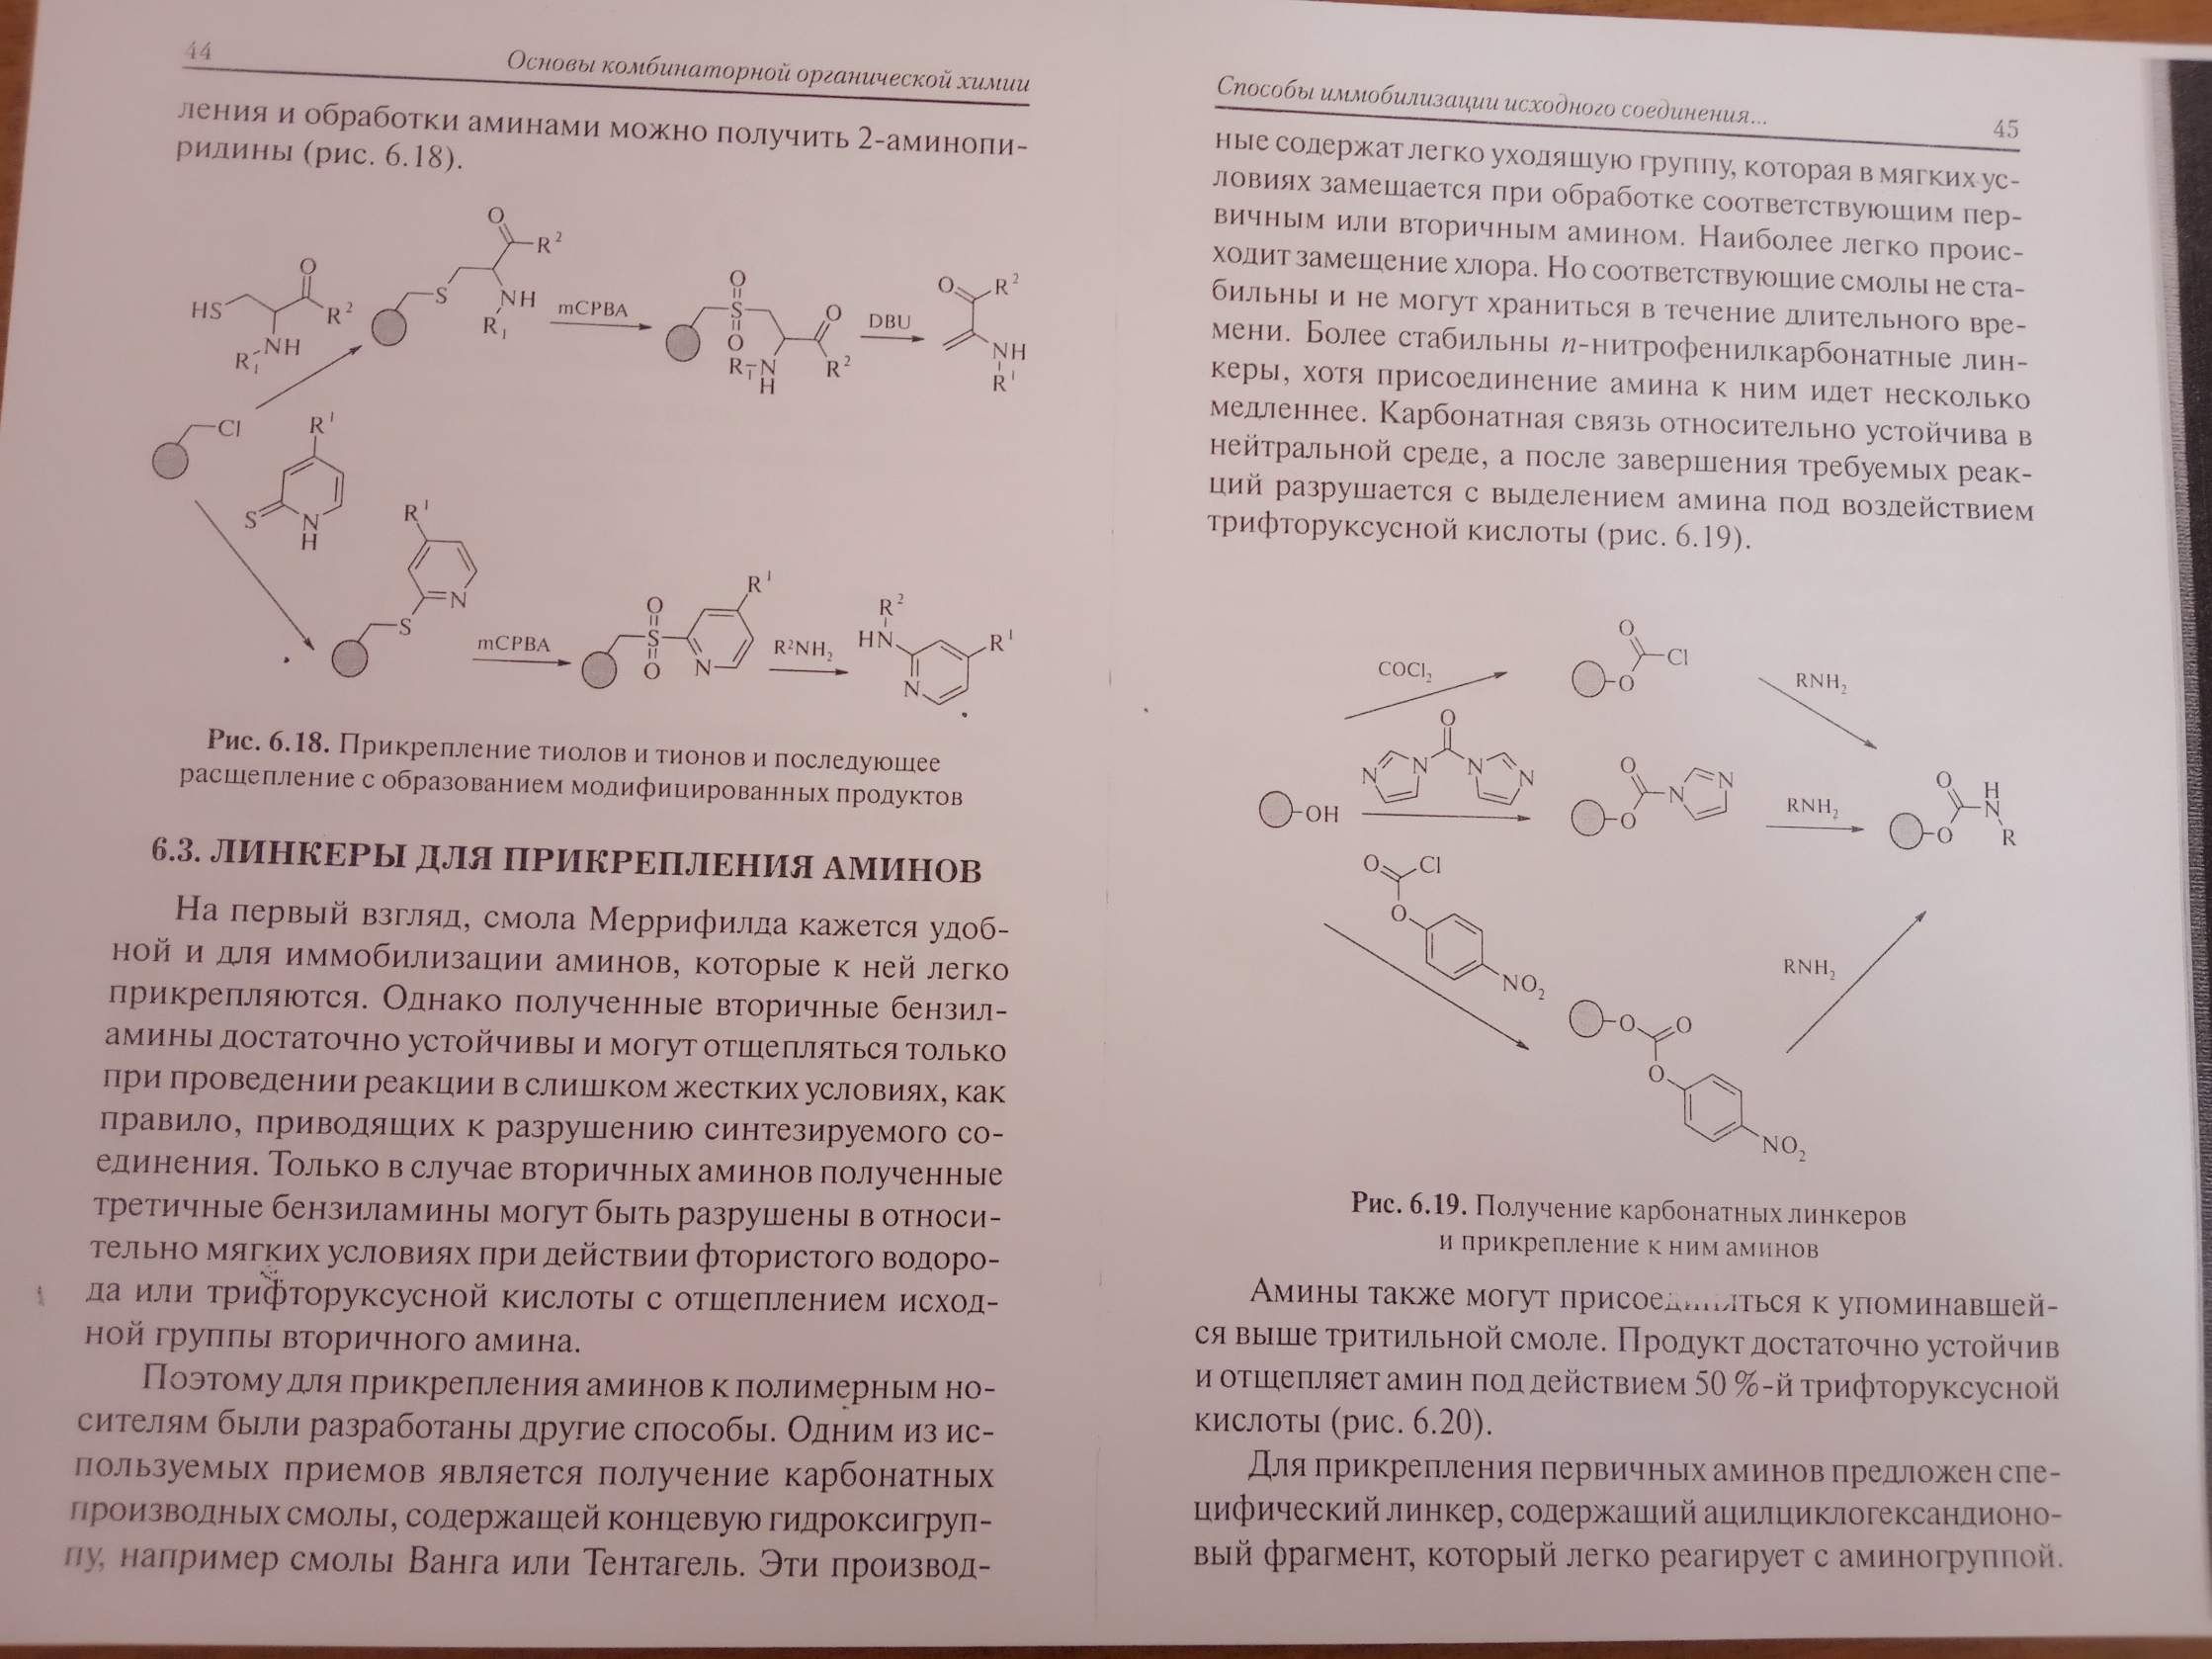 44
Основы комбинаторной органической химии
ления и обработки аминами можно получить 2-аминопи-
ридины (рис. 6.18).
O
R²
S
NH
R₁
HS
O
R²
NH
R₁
mCPBA
O
S
O
O
R₁-N
H
R²
DBU
O
R²
NH
R¹
Cl
R¹
S
N
H
R¹
N
S
mCPBA
O
S
O
N
R¹
R²NH₂
R²
HN
N
R¹
Рис. 6.18. Прикрепление тиолов и тионов и последующее
расщепление с образованием модифицированных продуктов
6.3. ЛИНКЕРЫ ДЛЯ ПРИКРЕПЛЕНИЯ АМИНОВ
На первый взгляд, смола Меррифилда кажется удоб-
ной и для иммобилизации аминов, которые к ней легко
прикрепляются. Однако полученные вторичные бензил-
амины достаточно устойчивы и могут отщепляться только
при проведении реакции в слишком жестких условиях, как
правило, приводящих к разрушению синтезируемого со-
единения. Только в случае вторичных аминов полученные
третичные бензиламины могут быть разрушены в относи-
тельно мягких условиях при действии фтористого водоро-
да или трифторуксусной кислоты с отщеплением исход-
ной группы вторичного амина.
Поэтому для прикрепления аминов к полимерным но-
сителям были разработаны другие способы. Одним из ис-
пользуемых приемов является получение карбонатных
производных смолы, содержащей концевую гидроксигруп-
пу, например смолы Ванга или Тентагель. Эти производ-
Способы иммобилизации исходного соединения...
45
ные содержат легко уходящую группу, которая в мягких ус-
ловиях замещается при обработке соответствующим пер-
вичным или вторичным амином. Наиболее легко проис-
ходит замещение хлора. Но соответствующие смолы не ста-
бильны и не могут храниться в течение длительного вре-
мени. Более стабильны п-нитрофенилкарбонатные лин-
керы, хотя присоединение амина к ним идет несколько
медленнее. Карбонатная связь относительно устойчива в
нейтральной среде, а после завершения требуемых реак-
ций разрушается с выделением амина под воздействием
трифторуксусной кислоты (рис. 6.19).
COCl₂
O
Cl
O
RNH₂
O
N
N
N
N
OH
O
O
N
N
RNH₂
O
O
H
N
R
O
Cl
O
NO₂
O
O
O
NO₂
RNH₂
Рис. 6.19. Получение карбонатных линкеров
и прикрепление к ним аминов
Амины также могут присоединяться к упоминавшей-
ся выше тритильной смоле. Продукт достаточно устойчив
и отщепляет амин под действием 50 %-й трифторуксусной
кислоты (рис. 6.20).
Для прикрепления первичных аминов предложен спе-
цифический линкер, содержащий ацилциклогександионо-
вый фрагмент, который легко реагирует с аминогруппой.